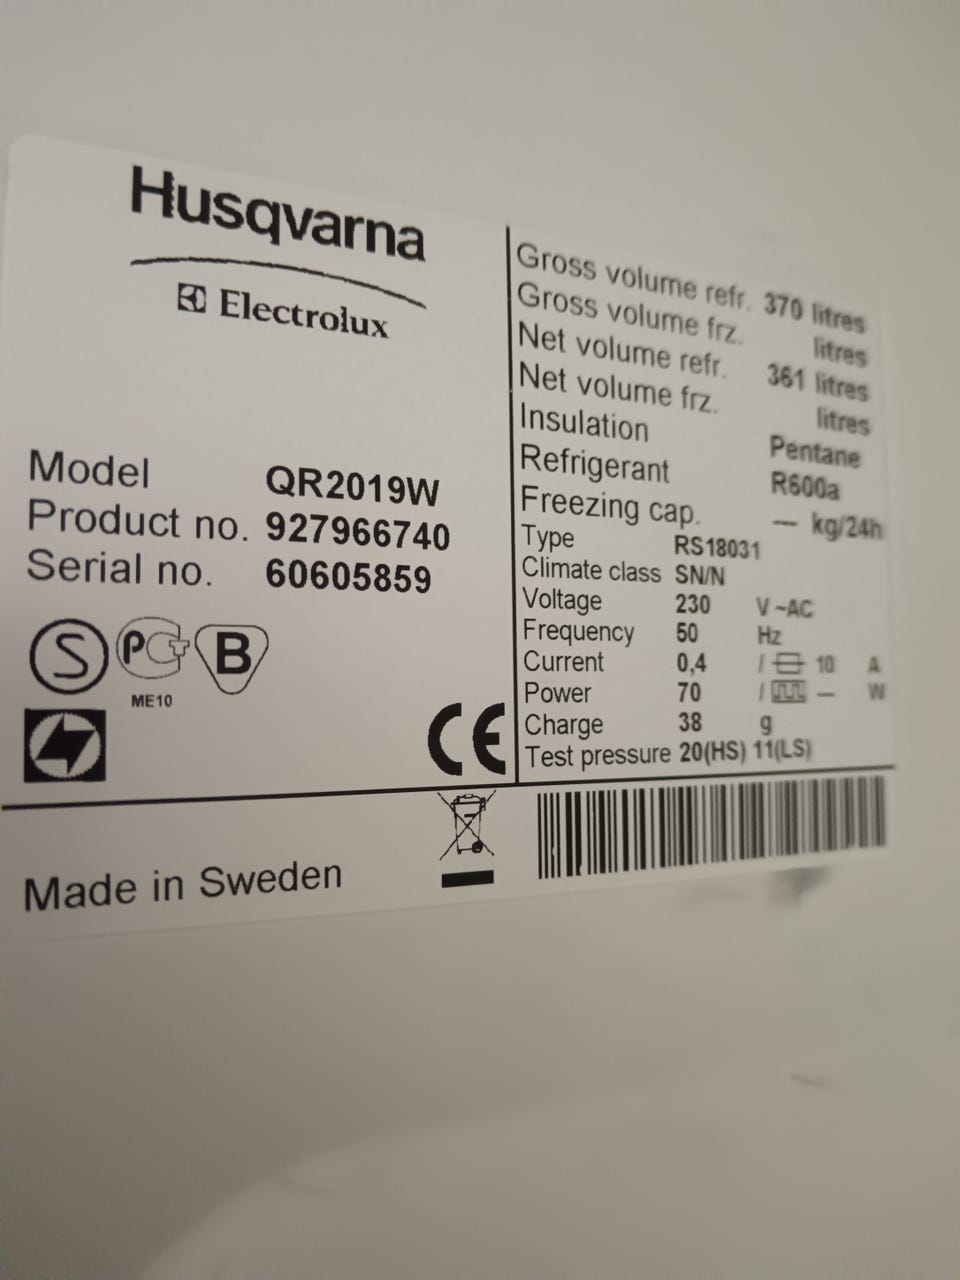 Husqvarna
Electrolux
Model QR2019W
Product no. 927966740
Serial no. 60605859
S PCT B
ME10
CE
Gross volume refr. 370 litres
Gross volume frz. litres
Net volume refr. 361 litres
Net volume frz. litres
Insulation Pentane
Refrigerant R600a
Freezing cap. --- kg/24h
Type RS18031
Climate class SN/N
Voltage 230 V ~AC
Frequency 50 Hz
Current 0,4 / 10 A
Power 70 / — W
Charge 38 g
Test pressure 20(HS) 11(LS)
Made in Sweden